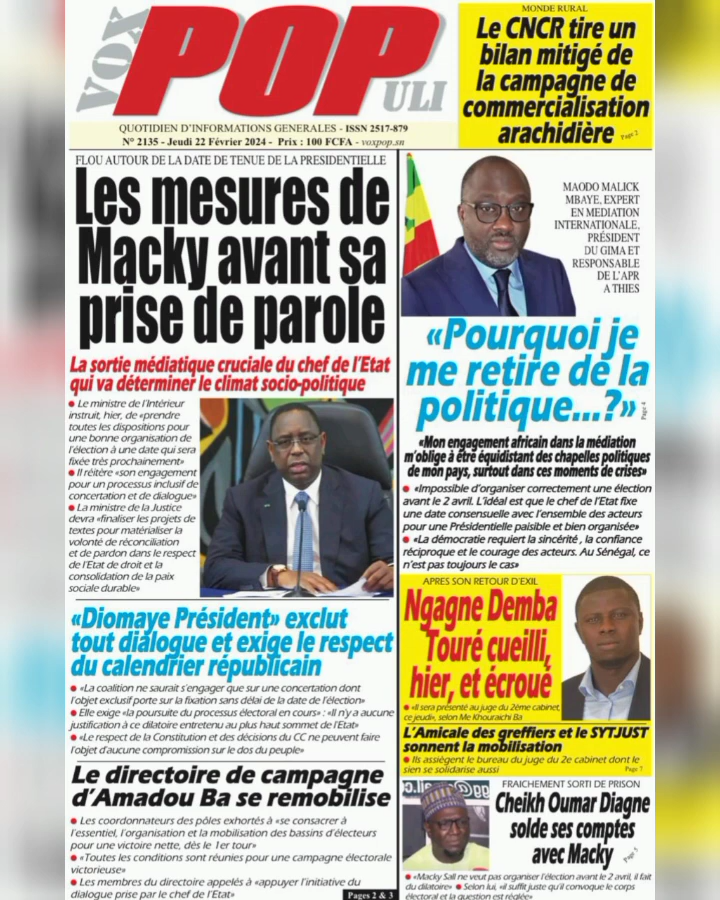 VOX
POP
ULI
QUOTIDIEN D'INFORMATIONS GENERALES - ISSN 2517-879
N° 2135 - Jeudi 22 Février 2024 - Prix : 100 FCFA - voxpop.sn
MONDE RURAL
Le CNCR tire un
bilan mitigé de
la campagne de
commercialisation
arachidière Page 2
FLOU AUTOUR DE LA DATE DE TENUE DE LA PRESIDENTIELLE
Les mesures de
Macky avant sa
prise de parole
La sortie médiatique cruciale du chef de l'Etat
qui va déterminer le climat socio-politique
● Le ministre de l'Intérieur
instruit, hier, de «prendre
toutes les dispositions pour
une bonne organisation de
l'élection à une date qui sera
fixée très prochainement»
● Il réitère «son engagement
pour un processus inclusif de
concertation et de dialogue»
● La ministre de la Justice
devra «finaliser les projets de
textes pour matérialiser la
volonté de réconciliation
et de pardon dans le respect
de l'Etat de droit et la
consolidation de la paix
sociale durable»
«Diomaye Président» exclut
tout dialogue et exige le respect
du calendrier républicain
● «La coalition ne saurait s'engager que sur une concertation dont
l'objet exclusif porte sur la fixation sans délai de la date de l'élection»
● Elle exige «la poursuite du processus électoral en cours» : «Il n'y a aucune
justification à ce dilatoire entretenu au plus haut sommet de l'Etat»
● «Le respect de la Constitution et des décisions du CC ne peuvent faire
l'objet d'aucune compromission sur le dos du peuple»
Le directoire de campagne
d'Amadou Ba se remobilise
● Les coordonnateurs des pôles exhortés à «se consacrer à
l'essentiel, l'organisation et la mobilisation des bassins d'électeurs
pour une victoire nette, dès le 1er tour»
● «Toutes les conditions sont réunies pour une campagne électorale
victorieuse»
● Les membres du directoire appelés à «appuyer l'initiative du
dialogue prise par le chef de l'Etat»
Pages 2 & 3
MAODO MALICK
MBAYE, EXPERT
EN MEDIATION
INTERNATIONALE,
PRÉSIDENT
DU GIMA ET
RESPONSABLE
DE L'APR
A THIES
«Pourquoi je
me retire de la
politique...?»
Page 4
«Mon engagement africain dans la médiation
m'oblige à être équidistant des chapelles politiques
de mon pays, surtout dans ces moments de crises»
● «Impossible d'organiser correctement une élection
avant le 2 avril. L'idéal est que le chef de l'Etat fixe
une date consensuelle avec l'ensemble des acteurs
pour une Présidentielle paisible et bien organisée»
● «La démocratie requiert la sincérité , la confiance
réciproque et le courage des acteurs. Au Sénégal, ce
n'est pas toujours le cas»
APRES SON RETOUR D'EXIL
Ngagne Demba
Touré cueilli,
hier, et écroué
● «Il sera présenté au juge du 2ème cabinet,
ce jeudi», selon Me Khouraichi Ba
L'Amicale des greffiers et le SYTJUST
sonnent la mobilisation
● Ils assiègent le bureau du juge du 2e cabinet dont le
sien se solidarise aussi
FRAICHEMENT SORTI DE PRISON
Cheikh Oumar Diagne
solde ses comptes
avec Macky
Page 5
● «Macky Sall ne veut pas organiser l'élection avant le 2 avril, il fait
du dilatoire» ● Selon lui, «il suffit juste qu'il convoque le corps
électoral et la question est réglée»